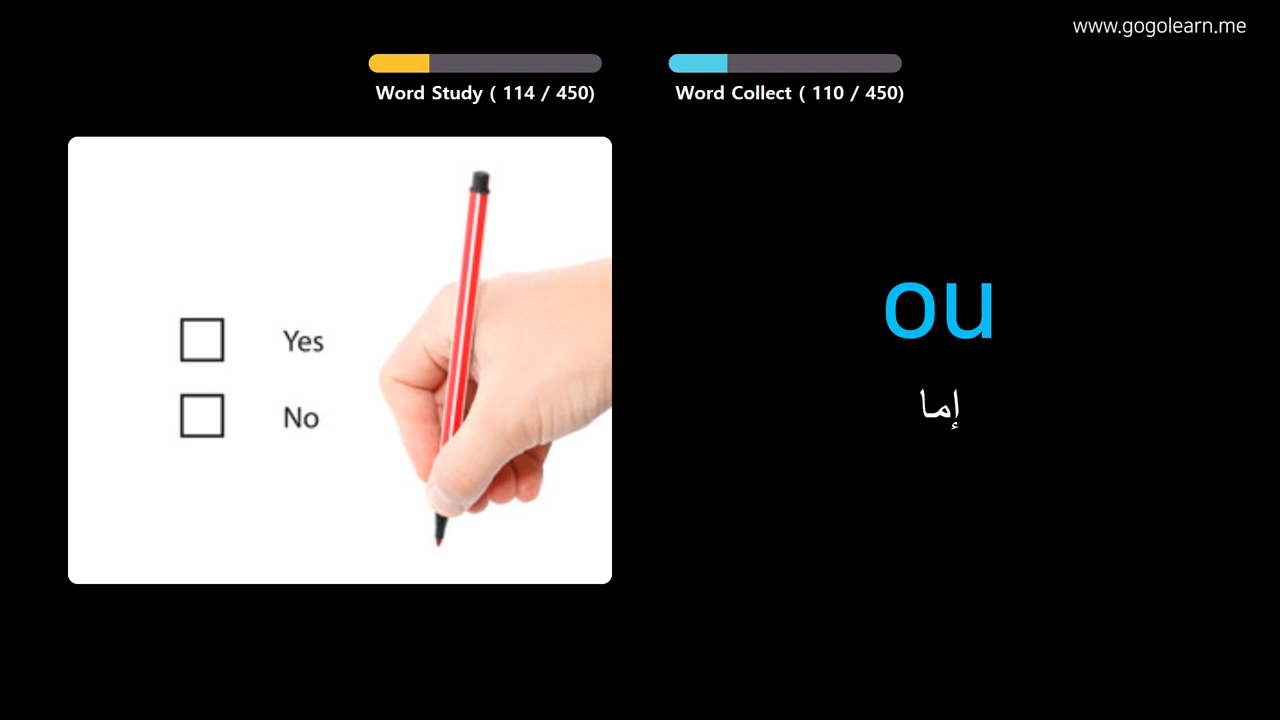 www.gogolearn.me
Word Study ( 114 / 450)
Word Collect ( 110 / 450)
Yes
No
ou
إما